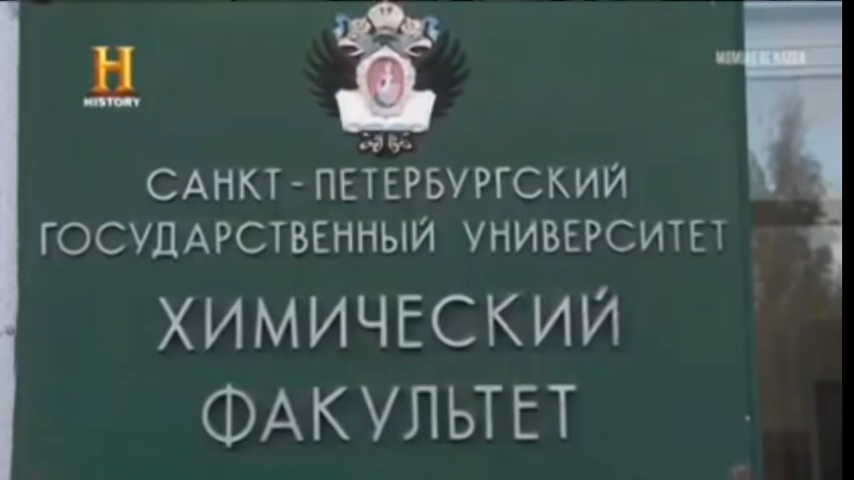 H
HISTORY
САНКТ-ПЕТЕРБУРГСКИЙ
ГОСУДАРСТВЕННЫЙ УНИВЕРСИТЕТ
ХИМИЧЕСКИЙ
ФАКУЛЬТЕТ